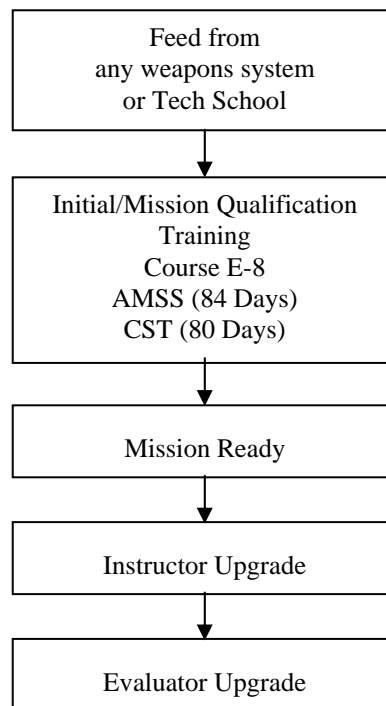 Feed from
any weapons system
or Tech School
Initial/Mission Qualification
Training
Course E-8
AMSS (84 Days)
CST (80 Days)
Mission Ready
Instructor Upgrade
Evaluator Upgrade